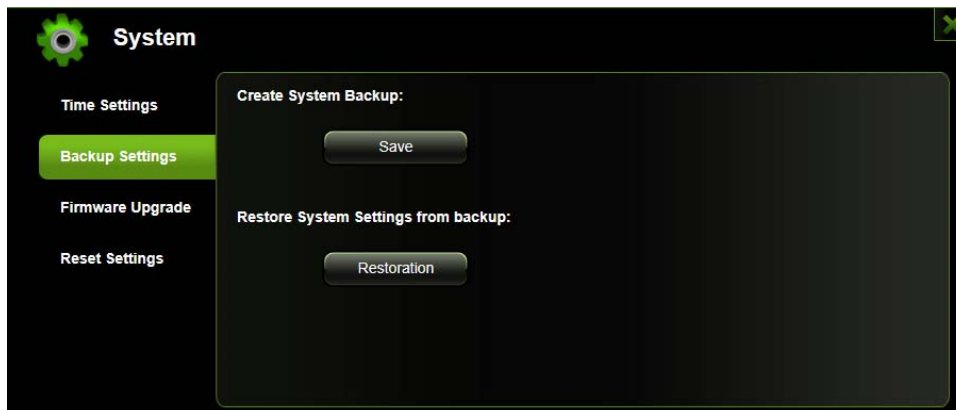 System
Time Settings
Backup Settings
Firmware Upgrade
Reset Settings
Create System Backup:
Save
Restore System Settings from backup:
Restoration